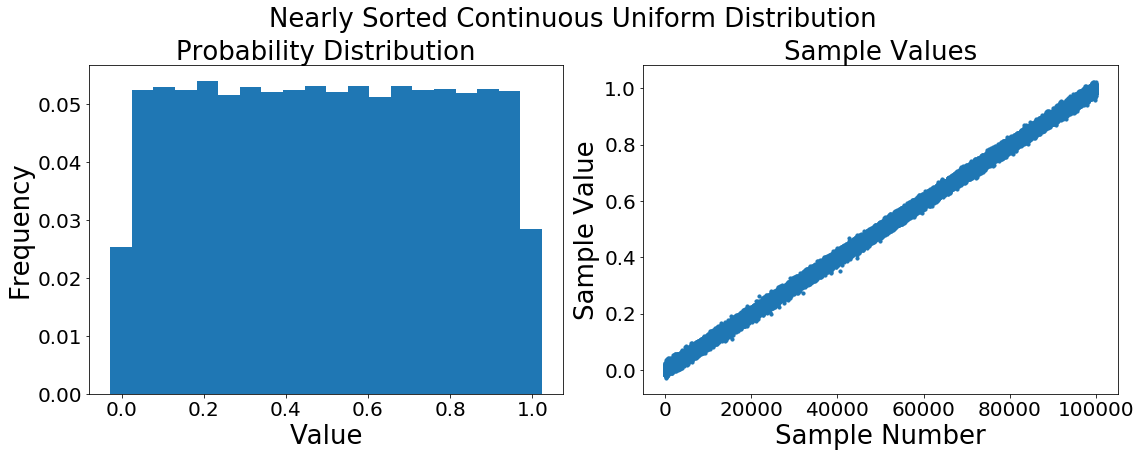 Nearly Sorted Continuous Uniform Distribution
Probability Distribution
Frequency
0.05
0.04
0.03
0.02
0.01
0.00
0.0 0.2 0.4 0.6 0.8 1.0
Value
Sample Values
Sample Value
1.0
0.8
0.6
0.4
0.2
0.0
0 20000 40000 60000 80000 100000
Sample Number